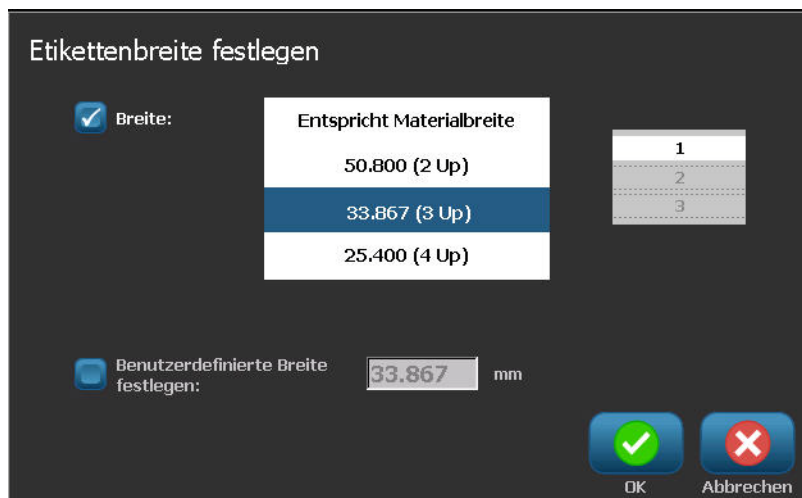 Etikettenbreite festlegen
Breite:
Entspricht Materialbreite
50.800 (2 Up)
33.867 (3 Up)
25.400 (4 Up)
1
2
3
Benutzerdefinierte Breite
festlegen:
33.867 mm
OK
Abbrechen